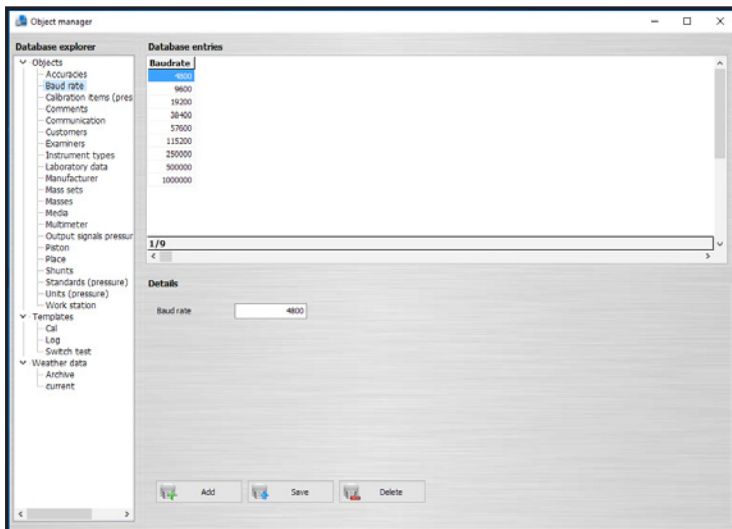 Object manager
Database explorer
Objects
Accuracies
Baud rate
Calibration items (pres
Comments
Communication
Customers
Examiners
Instrument types
Laboratory data
Manufacturer
Mass sets
Masses
Media
Multimeter
Output signals pressur
Piston
Place
Shunts
Standards (pressure)
Units (pressure)
Work station
Templates
Cal
Log
Switch test
Weather data
Archive
current
Database entries
Baudrate
4800
9600
19200
38400
57600
115200
250000
500000
1000000
1/9
Details
Baud rate 4800
Add Save Delete